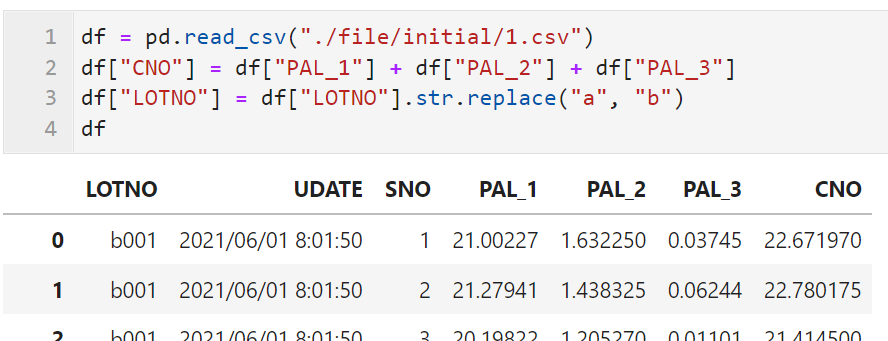 1 df = pd.read_csv("./file/initial/1.csv")
2 df["CNO"] = df["PAL_1"] + df["PAL_2"] + df["PAL_3"]
3 df["LOTNO"] = df["LOTNO"].str.replace("a", "b")
4 df
LOTNO UDATE SNO PAL_1 PAL_2 PAL_3 CNO
0 b001 2021/06/01 8:01:50 1 21.00227 1.632250 0.03745 22.671970
1 b001 2021/06/01 8:01:50 2 21.27941 1.438325 0.06244 22.780175
2 b001 2021/06/01 8:01:50 3 20.19822 1.205270 0.01101 21.414500